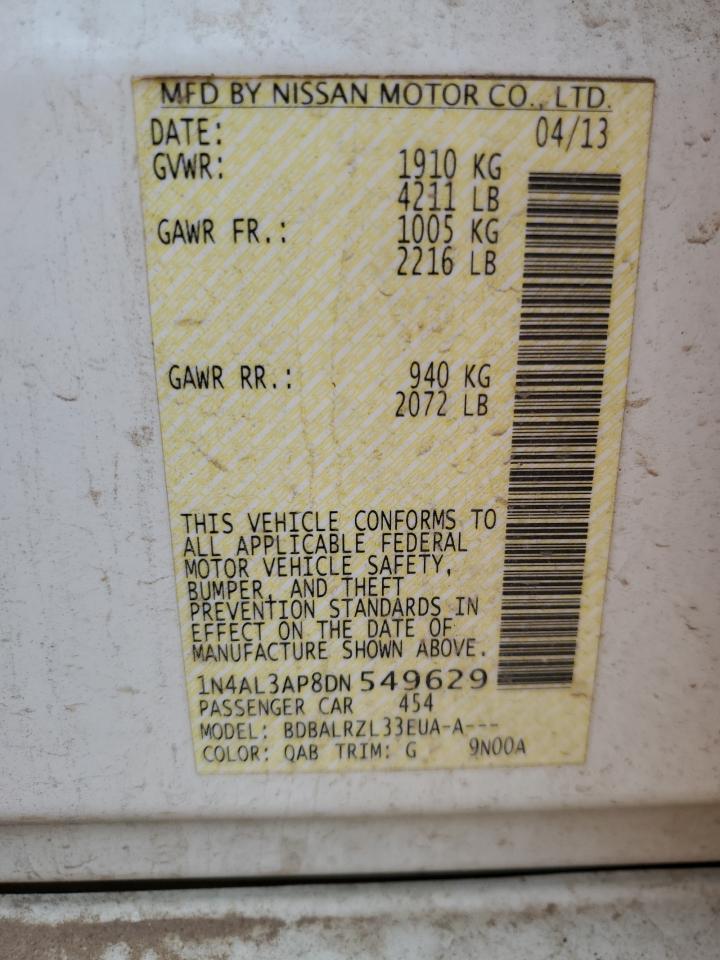 MFD BY NISSAN MOTOR CO., LTD.
DATE: 04/13
GVWR: 1910 KG
4211 LB
GAWR FR.: 1005 KG
2216 LB
GAWR RR.: 940 KG
2072 LB
THIS VEHICLE CONFORMS TO
ALL APPLICABLE FEDERAL
MOTOR VEHICLE SAFETY,
BUMPER, AND THEFT
PREVENTION STANDARDS IN
EFFECT ON THE DATE OF
MANUFACTURE SHOWN ABOVE.
1N4AL3AP8DN549629
PASSENGER CAR 454
MODEL: BDBALRZL33EUA-A---
COLOR: QAB TRIM: G 9N00A